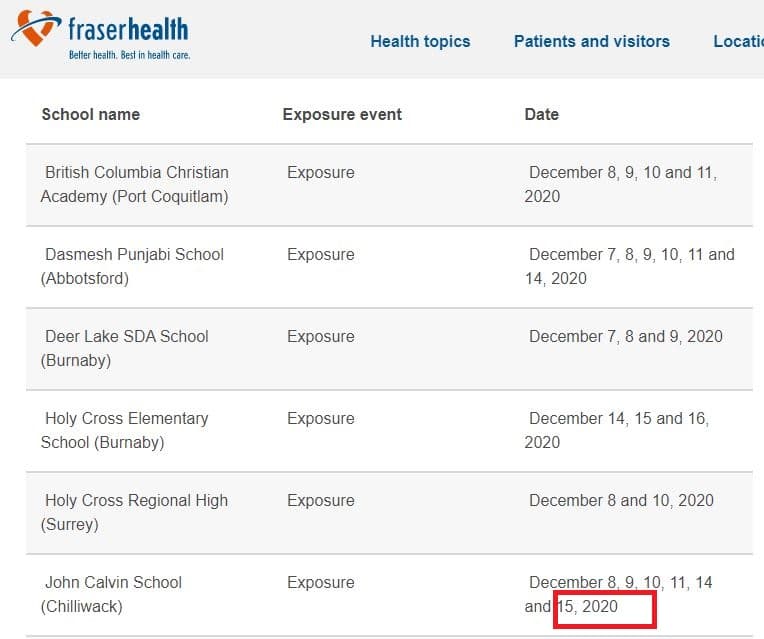 fraserhealth
Better health. Best in health care.
Health topics Patients and visitors Locatio
School name Exposure event Date
British Columbia Christian Exposure December 8, 9, 10 and 11,
Academy (Port Coquitlam) 2020
Dasmesh Punjabi School Exposure December 7, 8, 9, 10, 11 and
(Abbotsford) 14, 2020
Deer Lake SDA School Exposure December 7, 8 and 9, 2020
(Burnaby)
Holy Cross Elementary Exposure December 14, 15 and 16,
School (Burnaby) 2020
Holy Cross Regional High Exposure December 8 and 10, 2020
(Surrey)
John Calvin School Exposure December 8, 9, 10, 11, 14
(Chilliwack) and 15, 2020